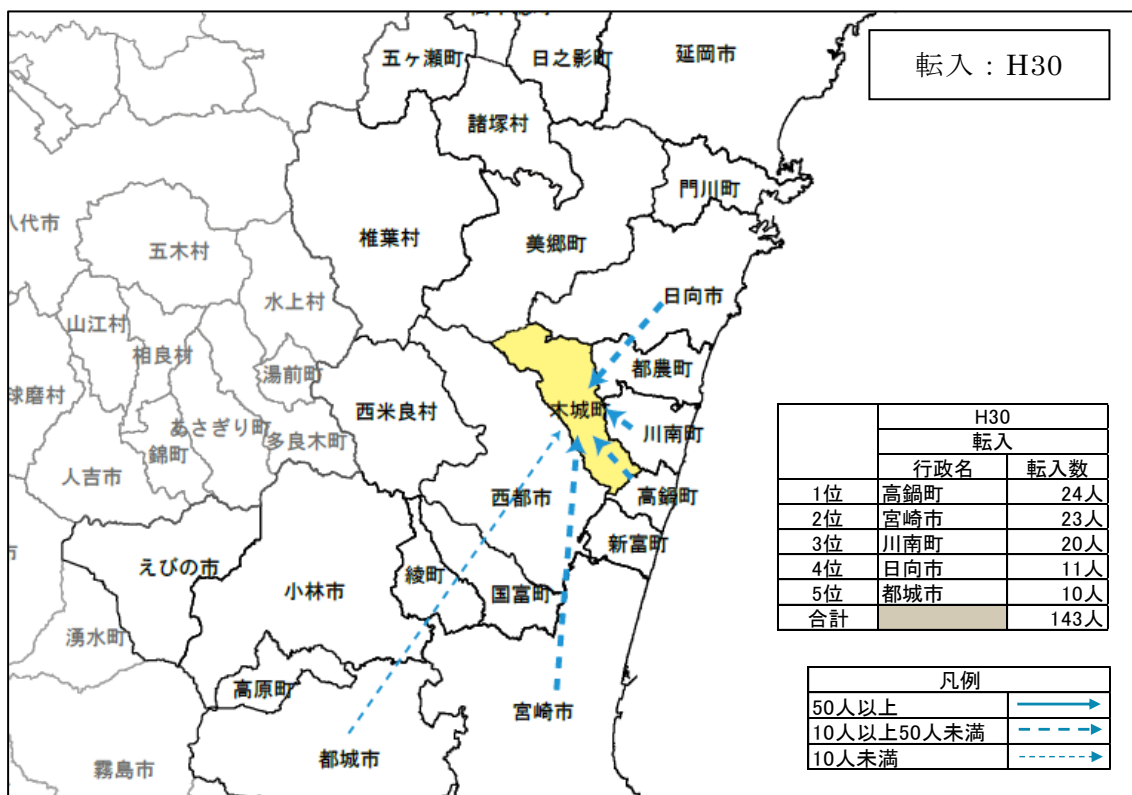 五ヶ瀬町
日之影町
延岡市
転入：H30
諸塚村
門川町
八代市
五木村
椎葉村
美郷町
水上村
日向市
山江村
相良村
湯前町
都農町
球磨村
木城町
西米良村
川南町
あさぎり町
錦町
多良木町
人吉市
西都市
高鍋町
新富町
市
えびの市
小林市
綾町
国富町
湧水町
高原町
宮崎市
都城市
霧島市
H30
転入
行政名 転入数
1位 高鍋町 24人
2位 宮崎市 23人
3位 川南町 20人
4位 日向市 11人
5位 都城市 10人
合計 143人
凡例
50人以上
10人以上50人未満
10人未満